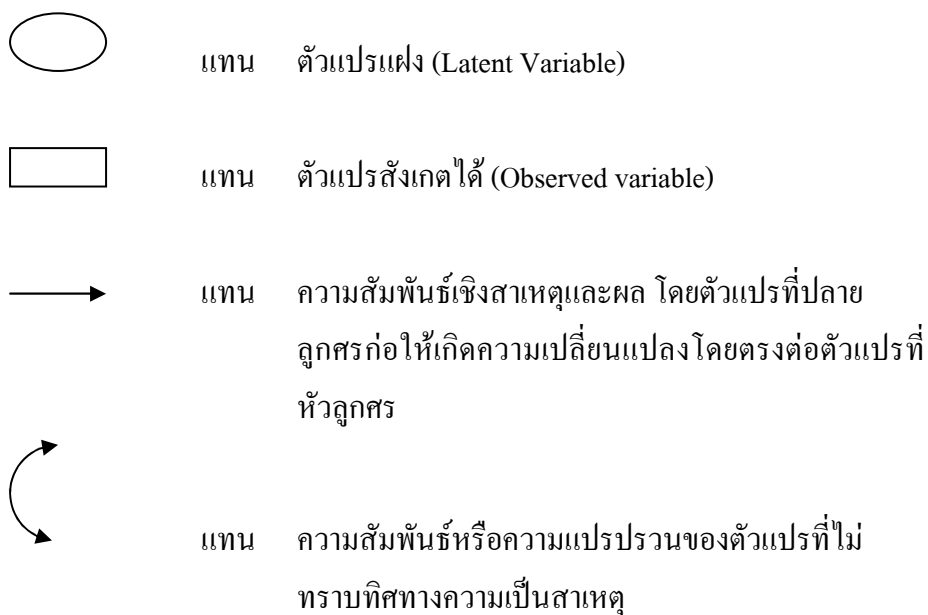 แทน ตัวแปรแฝง (Latent Variable)
แทน ตัวแปรสังเกตได้ (Observed variable)
แทน ความสัมพันธ์เชิงสาเหตุและผล โดยตัวแปรที่ปลาย
ลูกศรก่อให้เกิดความเปลี่ยนแปลงโดยตรงต่อตัวแปรที่
หัวลูกศร
แทน ความสัมพันธ์หรือความแปรปรวนของตัวแปรที่ไม่
ทราบทิศทางความเป็นสาเหตุ